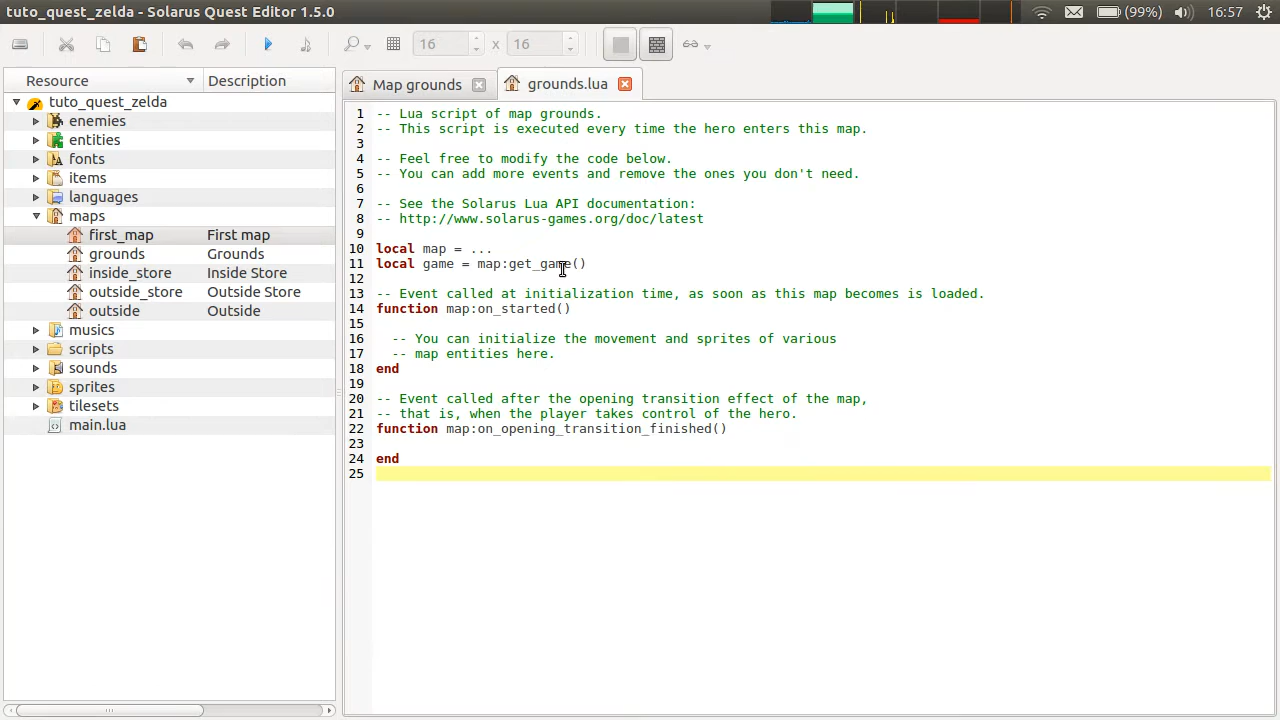 tuto_quest_zelda - Solarus Quest Editor 1.5.0
(99%) 16:57
16 x 16
Resource Description
tuto_quest_zelda
enemies
entities
fonts
items
languages
maps
first_map First map
grounds Grounds
inside_store Inside Store
outside_store Outside Store
outside Outside
musics
scripts
sounds
sprites
tilesets
main.lua
Map grounds grounds.lua
1 -- Lua script of map grounds.
2 -- This script is executed every time the hero enters this map.
3
4 -- Feel free to modify the code below.
5 -- You can add more events and remove the ones you don't need.
6
7 -- See the Solarus Lua API documentation:
8 -- http://www.solarus-games.org/doc/latest
9
10 local map = ...
11 local game = map:get_game()
12
13 -- Event called at initialization time, as soon as this map becomes is loaded.
14 function map:on_started()
15
16 -- You can initialize the movement and sprites of various
17 -- map entities here.
18 end
19
20 -- Event called after the opening transition effect of the map,
21 -- that is, when the player takes control of the hero.
22 function map:on_opening_transition_finished()
23
24 end
25